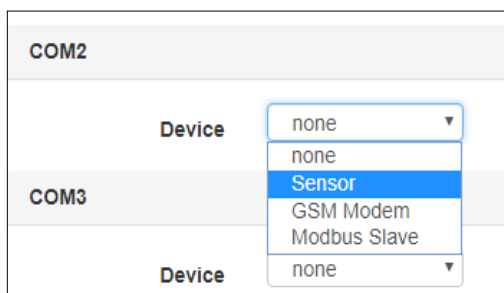 COM2
Device none
none
Sensor
COM3
GSM Modem
Modbus Slave
Device none